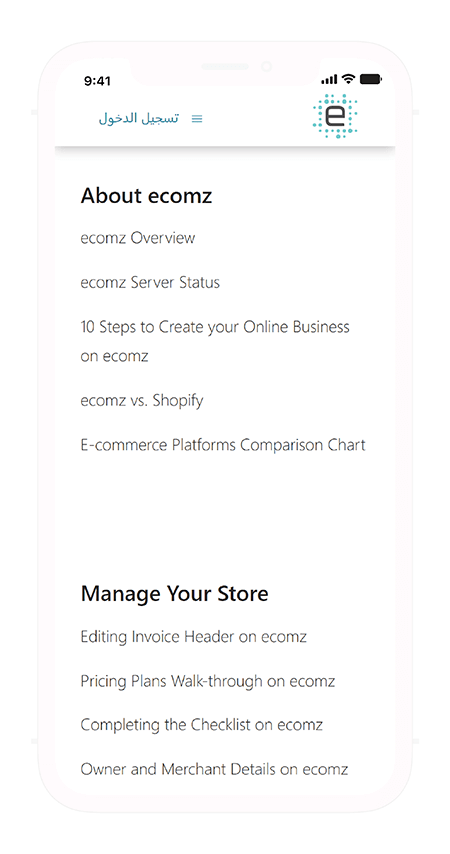 9:41
تسجيل الدخول
e
About ecomz
ecomz Overview
ecomz Server Status
10 Steps to Create your Online Business
on ecomz
ecomz vs. Shopify
E-commerce Platforms Comparison Chart
Manage Your Store
Editing Invoice Header on ecomz
Pricing Plans Walk-through on ecomz
Completing the Checklist on ecomz
Owner and Merchant Details on ecomz